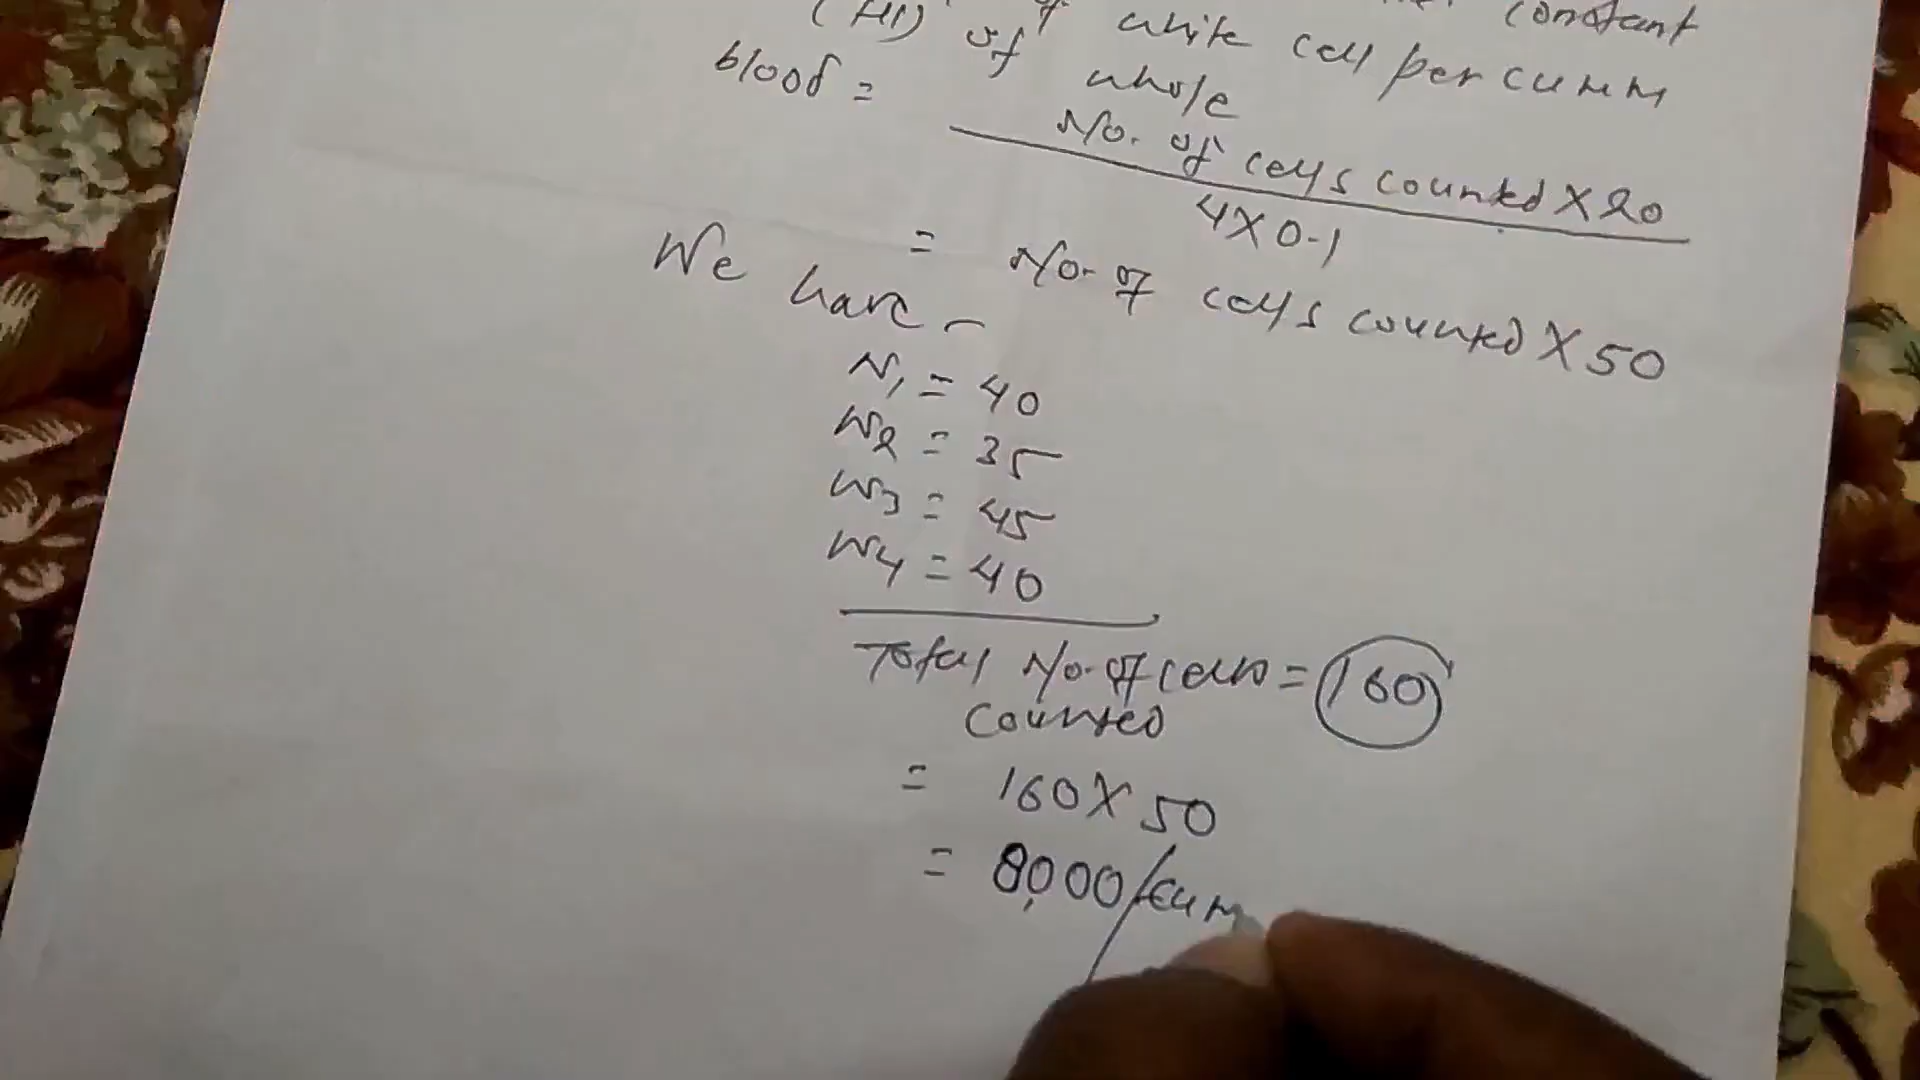 constant
(Hl) of white cell per cumm
blood = of whole
No. of cells counted X 20
4 X 0.1
= No. of cells counted X 50
We have -
W1 = 40
W2 = 35
W3 = 45
W4 = 40
Total No. of cells = 160
counted
= 160 X 50
= 8,000/cum